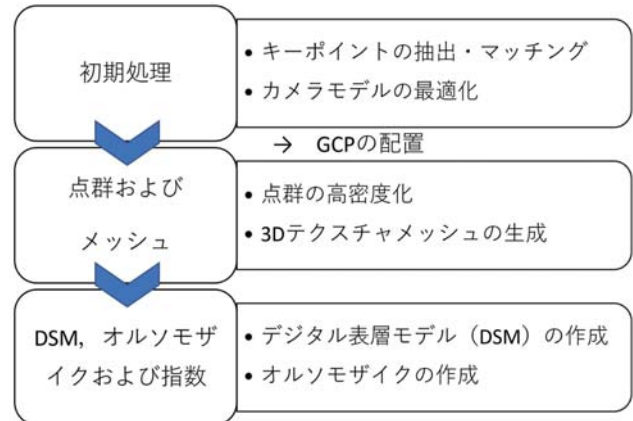 初期処理
• キーポイントの抽出・マッチング
• カメラモデルの最適化
→ GCPの配置
点群および
メッシュ
• 点群の高密度化
• 3Dテクスチャメッシュの生成
DSM，オルソモザ
イクおよび指数
• デジタル表層モデル（DSM）の作成
• オルソモザイクの作成